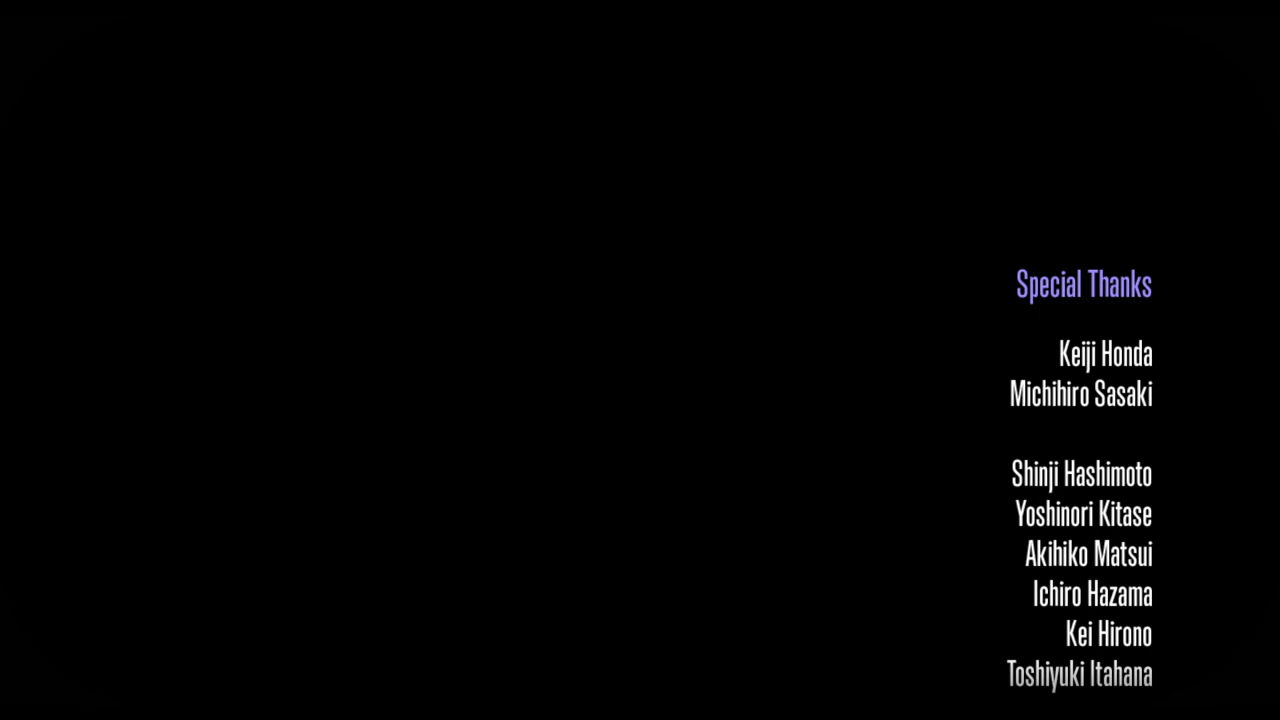 Special Thanks
Keiji Honda
Michihiro Sasaki
Shinji Hashimoto
Yoshinori Kitase
Akihiko Matsui
Ichiro Hazama
Kei Hirono
Toshiyuki Itahana